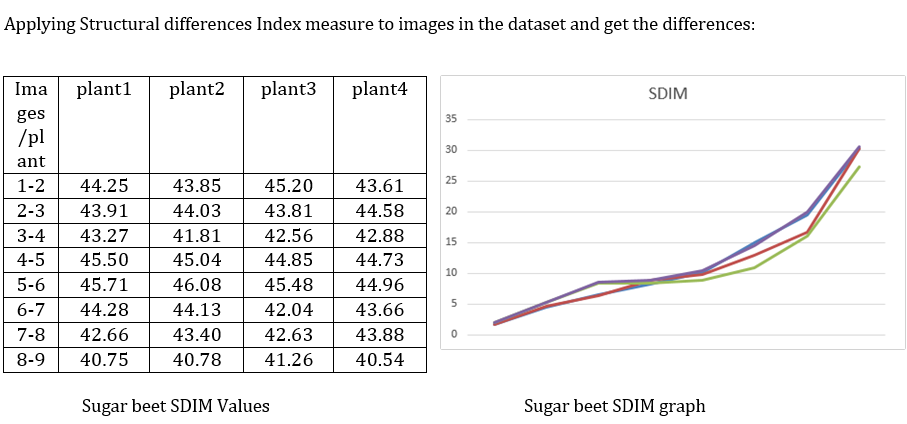 Applying Structural differences Index measure to images in the dataset and get the differences:
Ima
ges
/pl
ant
plant1 plant2 plant3 plant4
1-2 44.25 43.85 45.20 43.61
2-3 43.91 44.03 43.81 44.58
3-4 43.27 41.81 42.56 42.88
4-5 45.50 45.04 44.85 44.73
5-6 45.71 46.08 45.48 44.96
6-7 44.28 44.13 42.04 43.66
7-8 42.66 43.40 42.63 43.88
8-9 40.75 40.78 41.26 40.54
SDIM
35
30
25
20
15
10
5
0
Sugar beet SDIM Values
Sugar beet SDIM graph